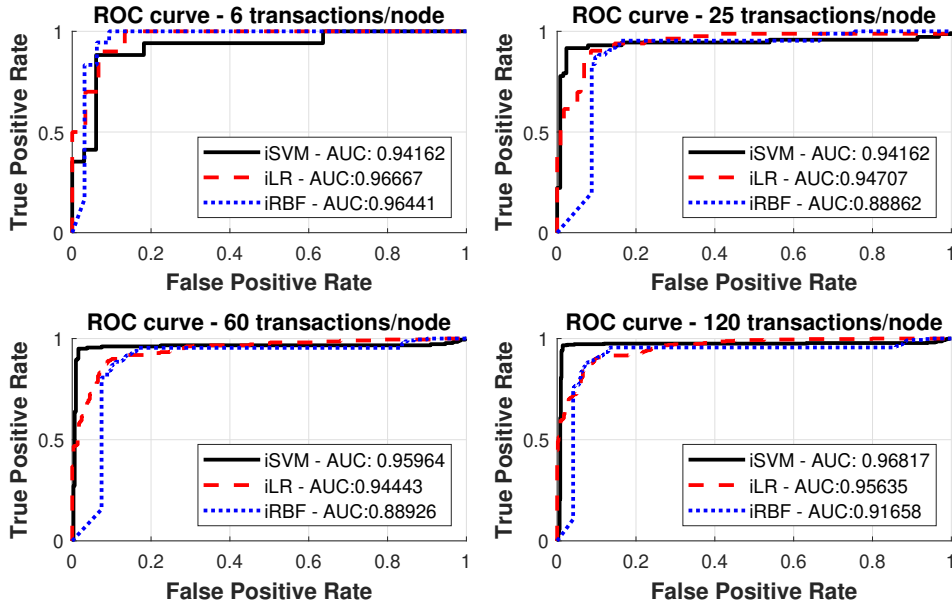 ROC curve - 6 transactions/node
True Positive Rate
1
0.5
0
iSVM - AUC: 0.94162
iLR - AUC:0.96667
iRBF - AUC:0.96441
0 0.2 0.4 0.6 0.8 1
False Positive Rate
ROC curve - 25 transactions/node
True Positive Rate
1
0.5
0
iSVM - AUC: 0.94162
iLR - AUC:0.94707
iRBF - AUC:0.88862
0 0.2 0.4 0.6 0.8 1
False Positive Rate
ROC curve - 60 transactions/node
True Positive Rate
1
0.5
0
iSVM - AUC: 0.95964
iLR - AUC:0.94443
iRBF - AUC:0.88926
0 0.2 0.4 0.6 0.8 1
False Positive Rate
ROC curve - 120 transactions/node
True Positive Rate
1
0.5
0
iSVM - AUC: 0.96817
iLR - AUC:0.95635
iRBF - AUC:0.91658
0 0.2 0.4 0.6 0.8 1
False Positive Rate